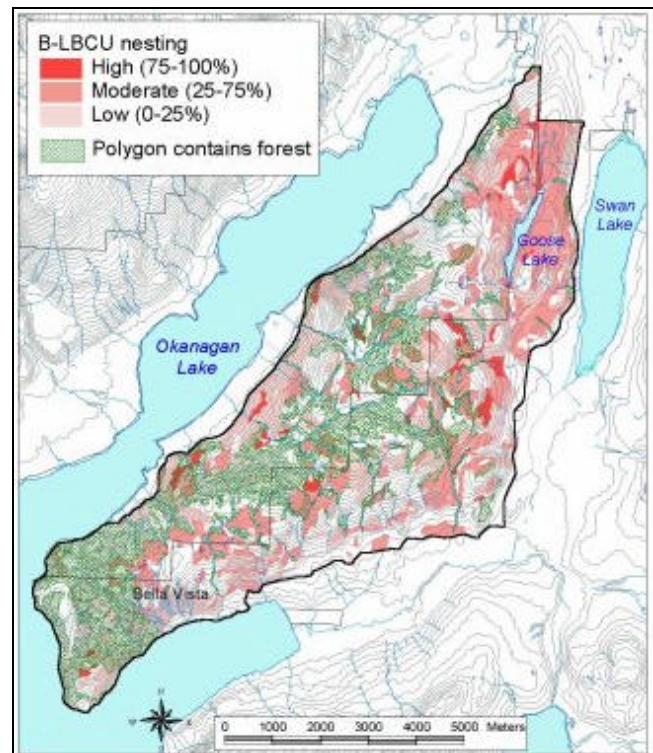 B-LBCU nesting
High (75-100%)
Moderate (25-75%)
Low (0-25%)
Polygon contains forest
Swan
Lake
Goose
Lake
Okanagan
Lake
Bella Vista
N
W
E
S
0 1000 2000 3000 4000 5000 Meters